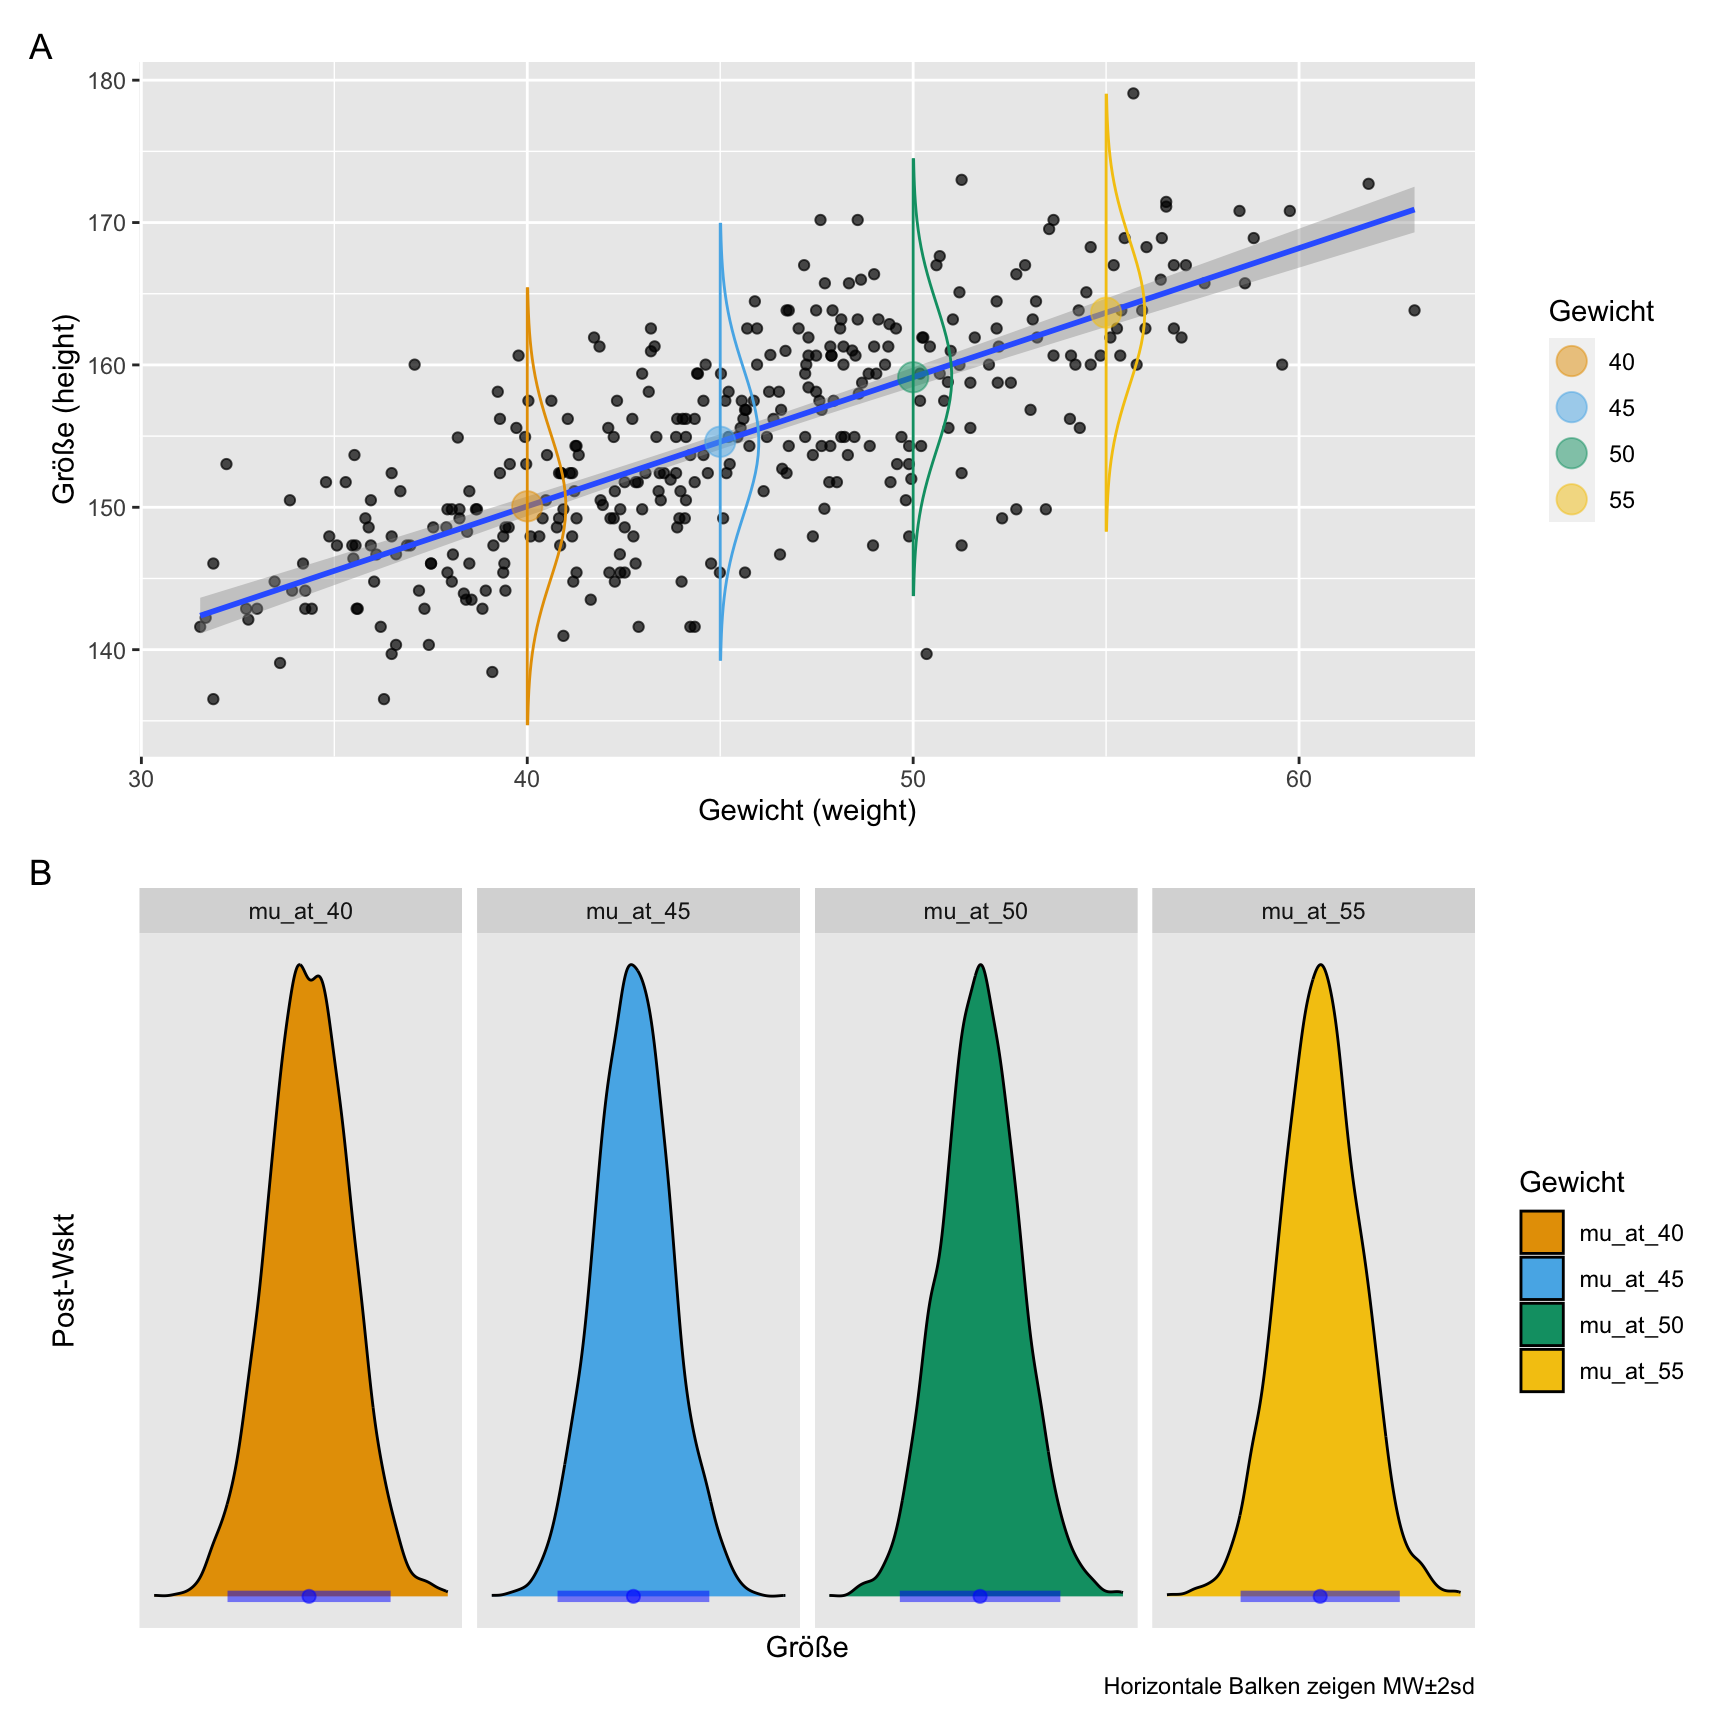 A
180
170
160
150
140
Größe (height)
30 40 50 60
Gewicht (weight)
Gewicht
40
45
50
55
B
mu_at_40 mu_at_45 mu_at_50 mu_at_55
Post-Wskt
Größe
Gewicht
mu_at_40
mu_at_45
mu_at_50
mu_at_55
Horizontale Balken zeigen MW±2sd